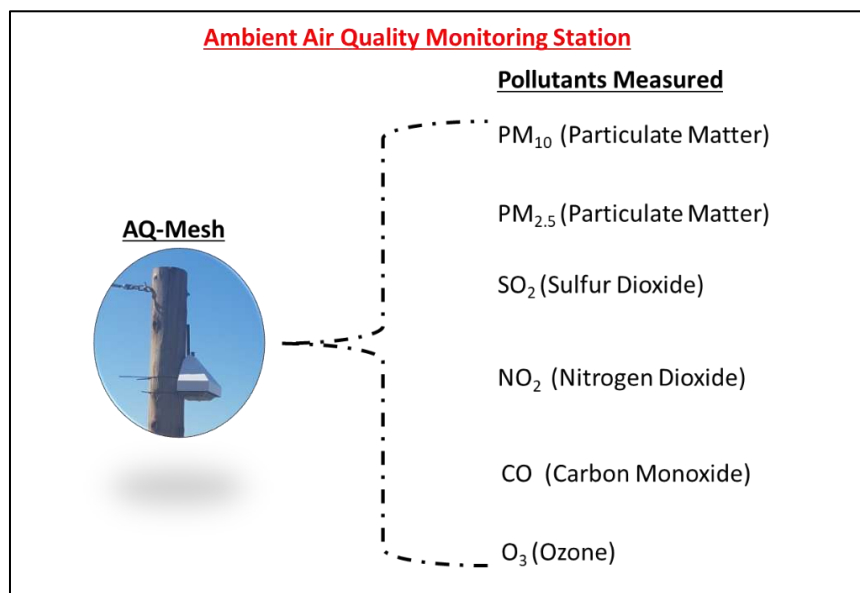 Ambient Air Quality Monitoring Station
Pollutants Measured
PM₁₀ (Particulate Matter)
PM₂.₅ (Particulate Matter)
AQ-Mesh
SO₂ (Sulfur Dioxide)
NO₂ (Nitrogen Dioxide)
CO (Carbon Monoxide)
O₃ (Ozone)